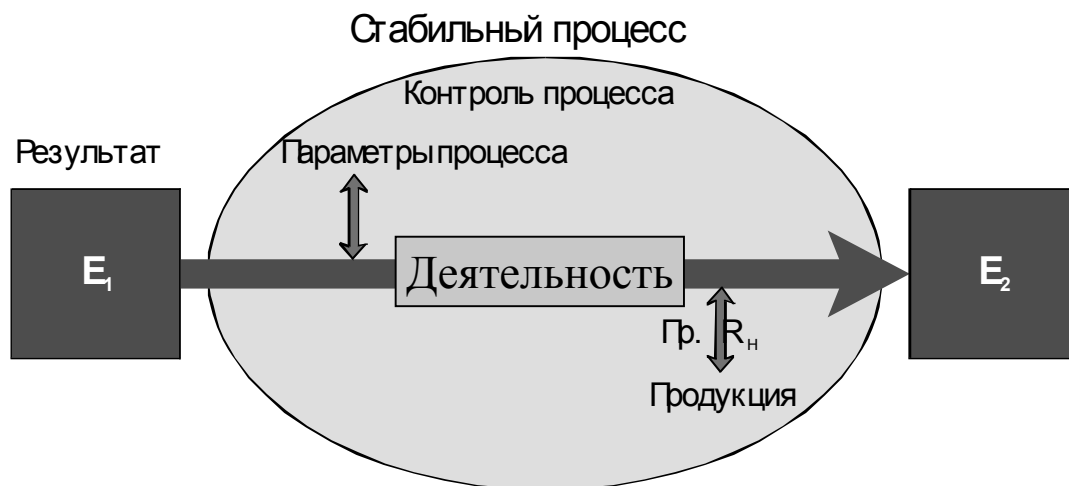 Стабильный процесс
Контроль процесса
Результат
Параметры процесса
E₁
Деятельность
E₂
Пр. Rн
Продукция